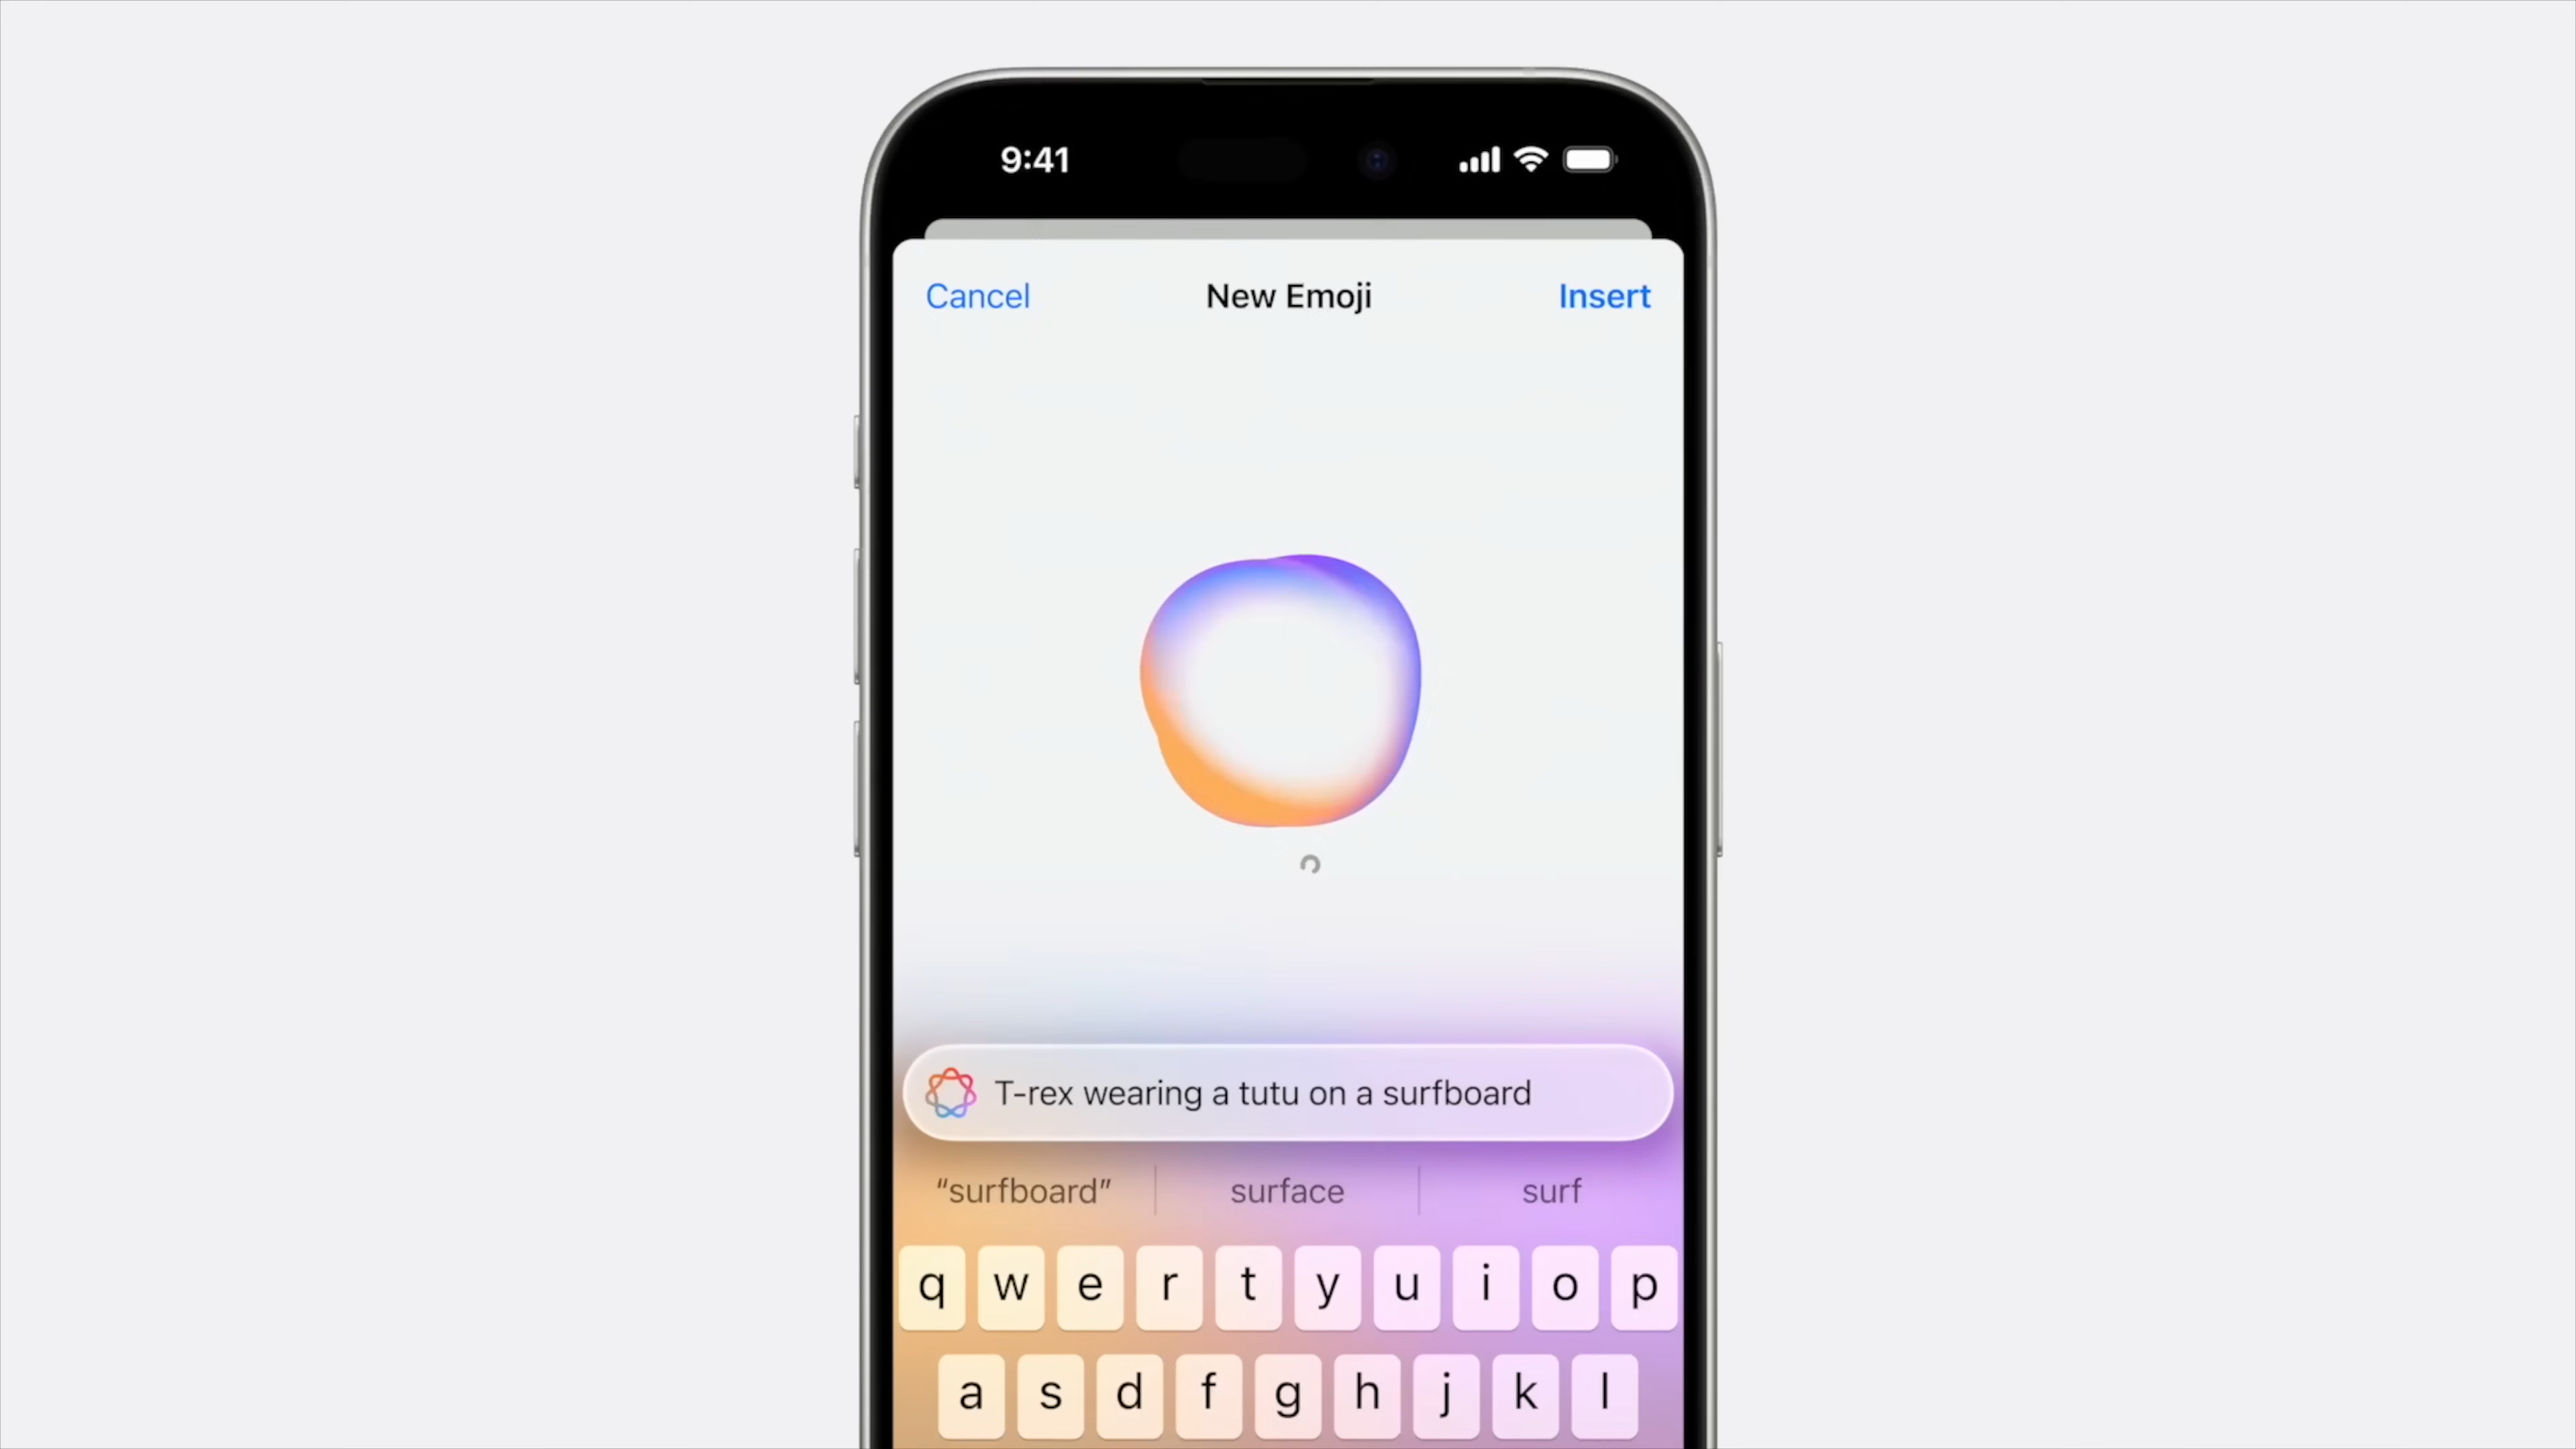 9:41
Cancel New Emoji Insert
T-rex wearing a tutu on a surfboard
“surfboard” surface surf
q w e r t y u i o p
a s d f g h j k l